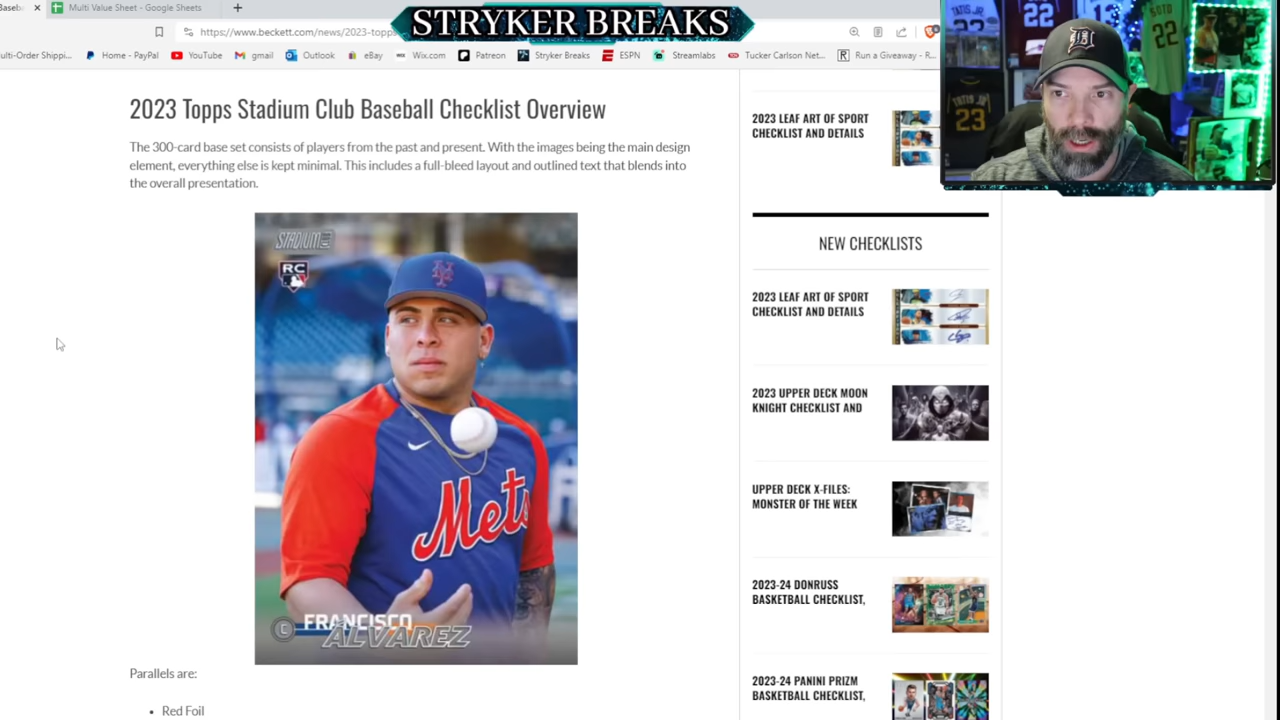 Baseb
Multi Value Sheet - Google Sheets
STRYKER BREAKS
https://www.beckett.com/news/2023-topps
ulti-Order Shippi...
Home - PayPal
YouTube
gmail
Outlook
eBay
Wix.com
Patreon
Stryker Breaks
ESPN
Streamlabs
Tucker Carlson Net...
Run a Giveaway - R...
2023 Topps Stadium Club Baseball Checklist Overview
The 300-card base set consists of players from the past and present. With the images being the main design
element, everything else is kept minimal. This includes a full-bleed layout and outlined text that blends into
the overall presentation.
STADIUM
RC
Mets
C
FRANCISCO
ALVAREZ
Parallels are:
• Red Foil
2023 LEAF ART OF SPORT
CHECKLIST AND DETAILS
NEW CHECKLISTS
2023 LEAF ART OF SPORT
CHECKLIST AND DETAILS
2023 UPPER DECK MOON
KNIGHT CHECKLIST AND
UPPER DECK X-FILES:
MONSTER OF THE WEEK
2023-24 DONRUSS
BASKETBALL CHECKLIST,
2023-24 PANINI PRIZM
BASKETBALL CHECKLIST,
TATIS JR
23
22
SOTO
22